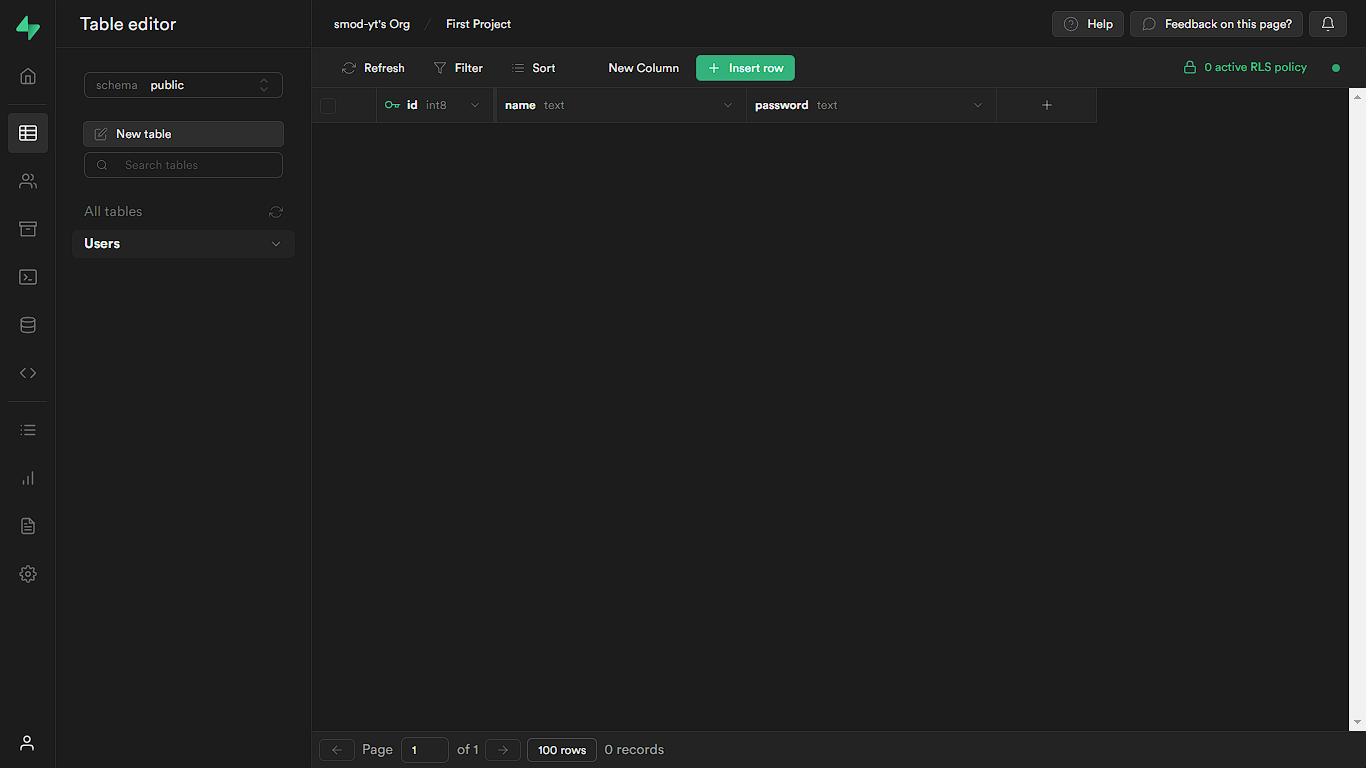 Table editor
smod-yt's Org / First Project
Help
Feedback on this page?
schema public
New table
Search tables
All tables
Users
Refresh
Filter
Sort
New Column
+ Insert row
0 active RLS policy
id int8
name text
password text
+
Page 1 of 1
100 rows
0 records